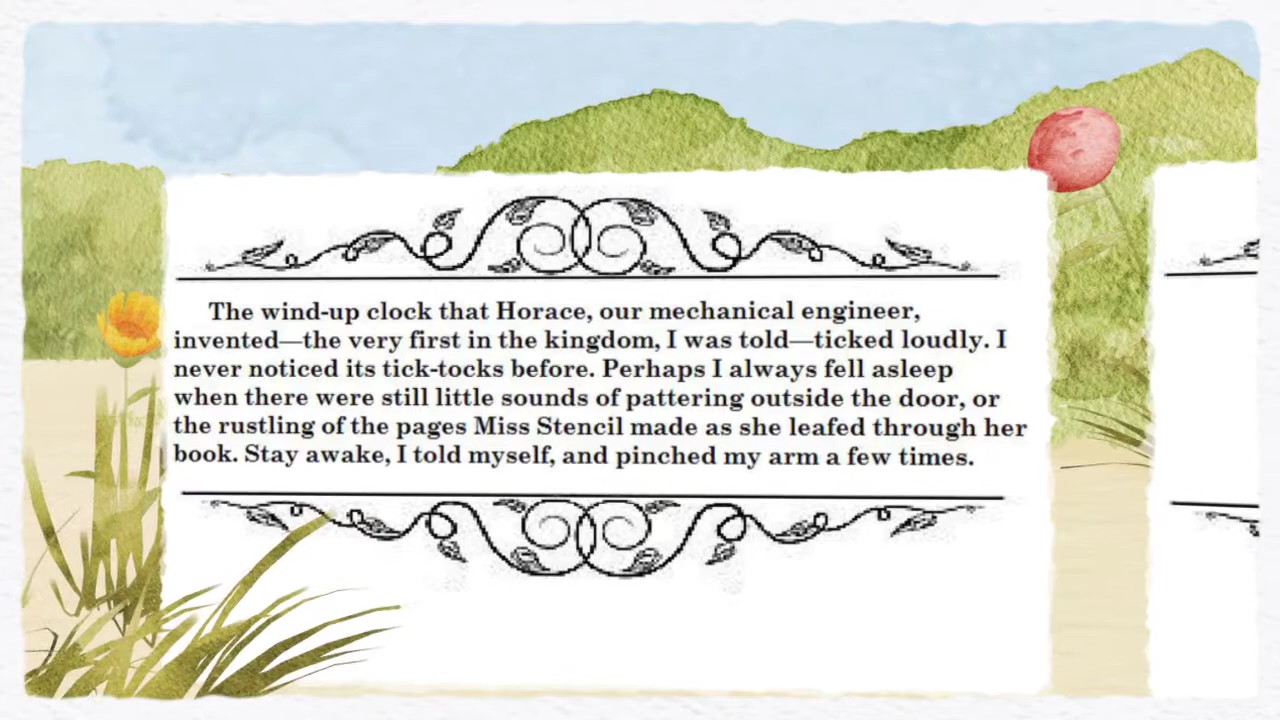 The wind-up clock that Horace, our mechanical engineer,
invented—the very first in the kingdom, I was told—ticked loudly. I
never noticed its tick-tocks before. Perhaps I always fell asleep
when there were still little sounds of pattering outside the door, or
the rustling of the pages Miss Stencil made as she leafed through her
book. Stay awake, I told myself, and pinched my arm a few times.